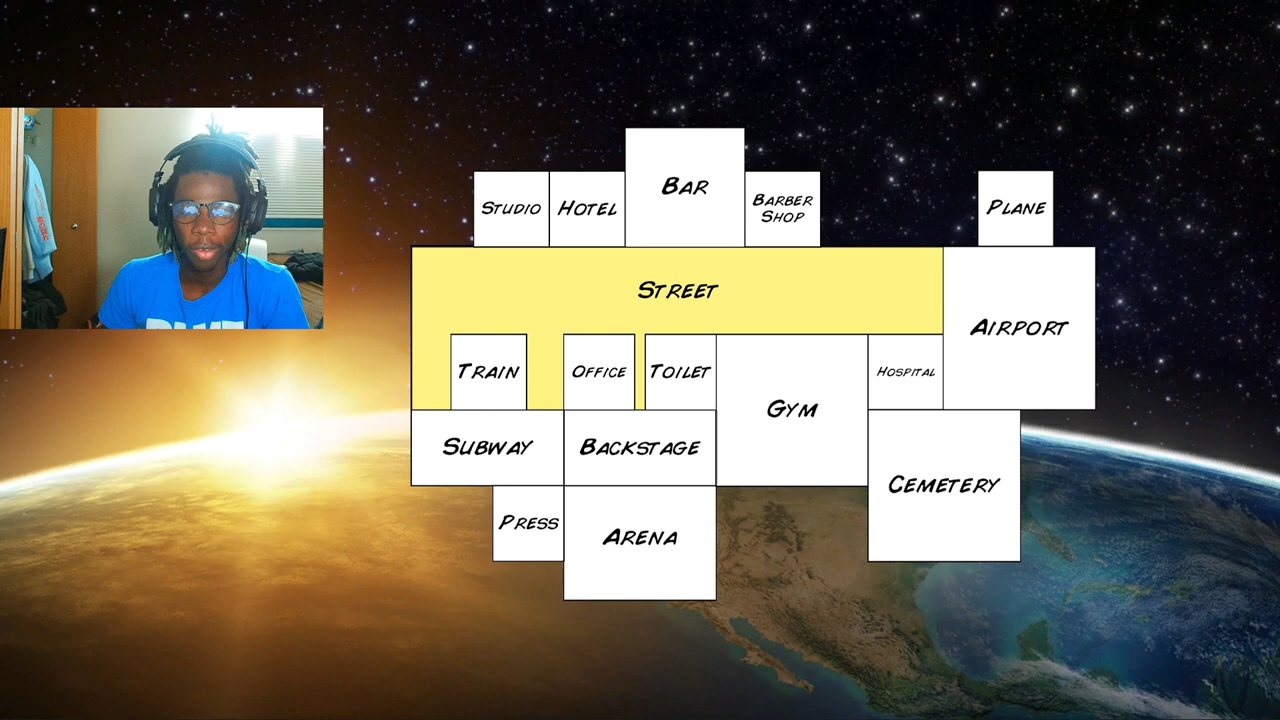 BAR
STUDIO
HOTEL
BARBER
SHOP
PLANE
STREET
AIRPORT
TRAIN
OFFICE
TOILET
HOSPITAL
GYM
SUBWAY
BACKSTAGE
CEMETERY
PRESS
ARENA